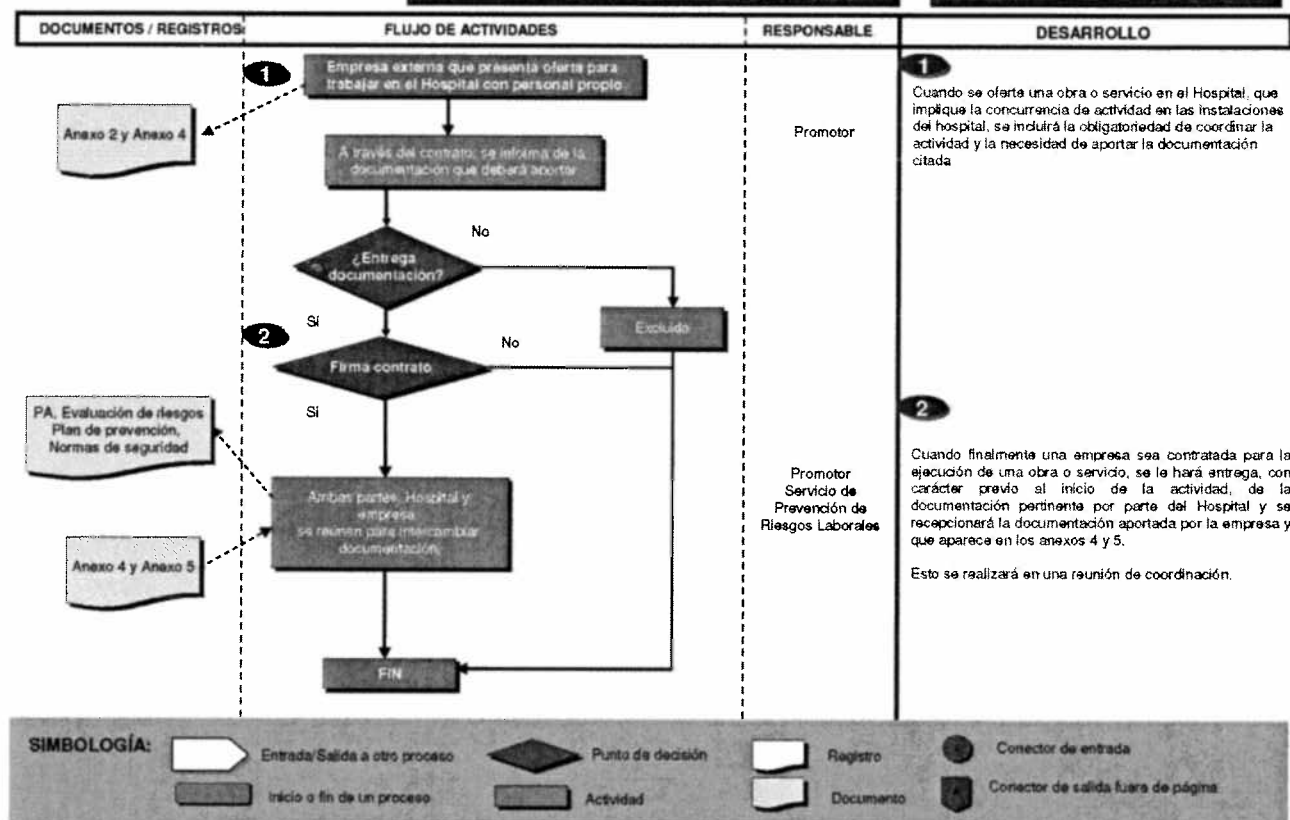 DOCUMENTOS / REGISTROS
FLUJO DE ACTIVIDADES
RESPONSABLE
DESARROLLO
1
Empresa externa que presenta oferta para
trabajar en el Hospital con personal propio
Anexo 2 y Anexo 4
A través del contrato, se informa de la
documentación que deberá aportar
¿Entrega
documentación?
No
Sí
Excluido
2
Firma contrato
No
Sí
PA, Evaluación de riesgos
Plan de prevención,
Normas de seguridad
Ambas partes, Hospital y
empresa
se reúnen para intercambiar
documentación
Anexo 4 y Anexo 5
FIN
Promotor
Promotor
Servicio de
Prevención de
Riesgos Laborales
1
Cuando se oferte una obra o servicio en el Hospital, que
implique la concurrencia de actividad en las instalaciones
del hospital, se incluirá la obligatoriedad de coordinar la
actividad y la necesidad de aportar la documentación
citada
2
Cuando finalmente una empresa sea contratada para la
ejecución de una obra o servicio, se le hará entrega, con
carácter previo al inicio de la actividad, de la
documentación pertinente por parte del Hospital y se
recepcionará la documentación aportada por la empresa y
que aparece en los anexos 4 y 5.
Esto se realizará en una reunión de coordinación.
SIMBOLOGÍA:
Entrada/Salida a otro proceso
Punto de decisión
Registro
Conector de entrada
Inicio o fin de un proceso
Actividad
Documento
Conector de salida fuera de página